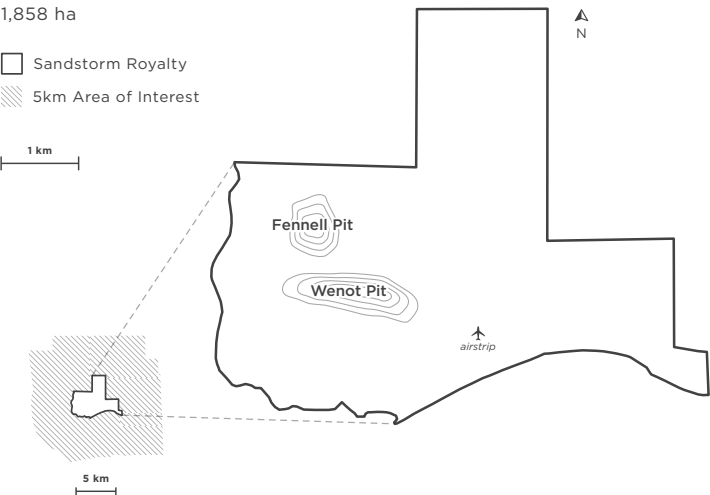 1,858 ha
N
Sandstorm Royalty
5km Area of Interest
1 km
Fennell Pit
Wenot Pit
airstrip
5 km